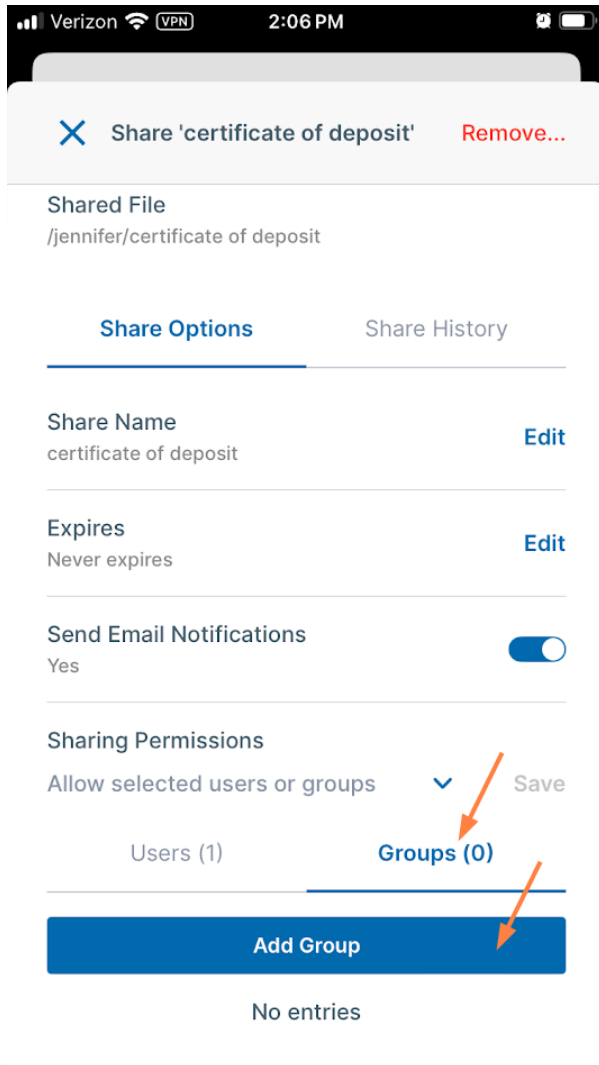 Verizon VPN 2:06 PM
Share 'certificate of deposit' Remove...
Shared File
/jennifer/certificate of deposit
Share Options Share History
Share Name
certificate of deposit
Edit
Expires
Never expires
Edit
Send Email Notifications
Yes
Sharing Permissions
Allow selected users or groups Save
Users (1) Groups (0)
Add Group
No entries